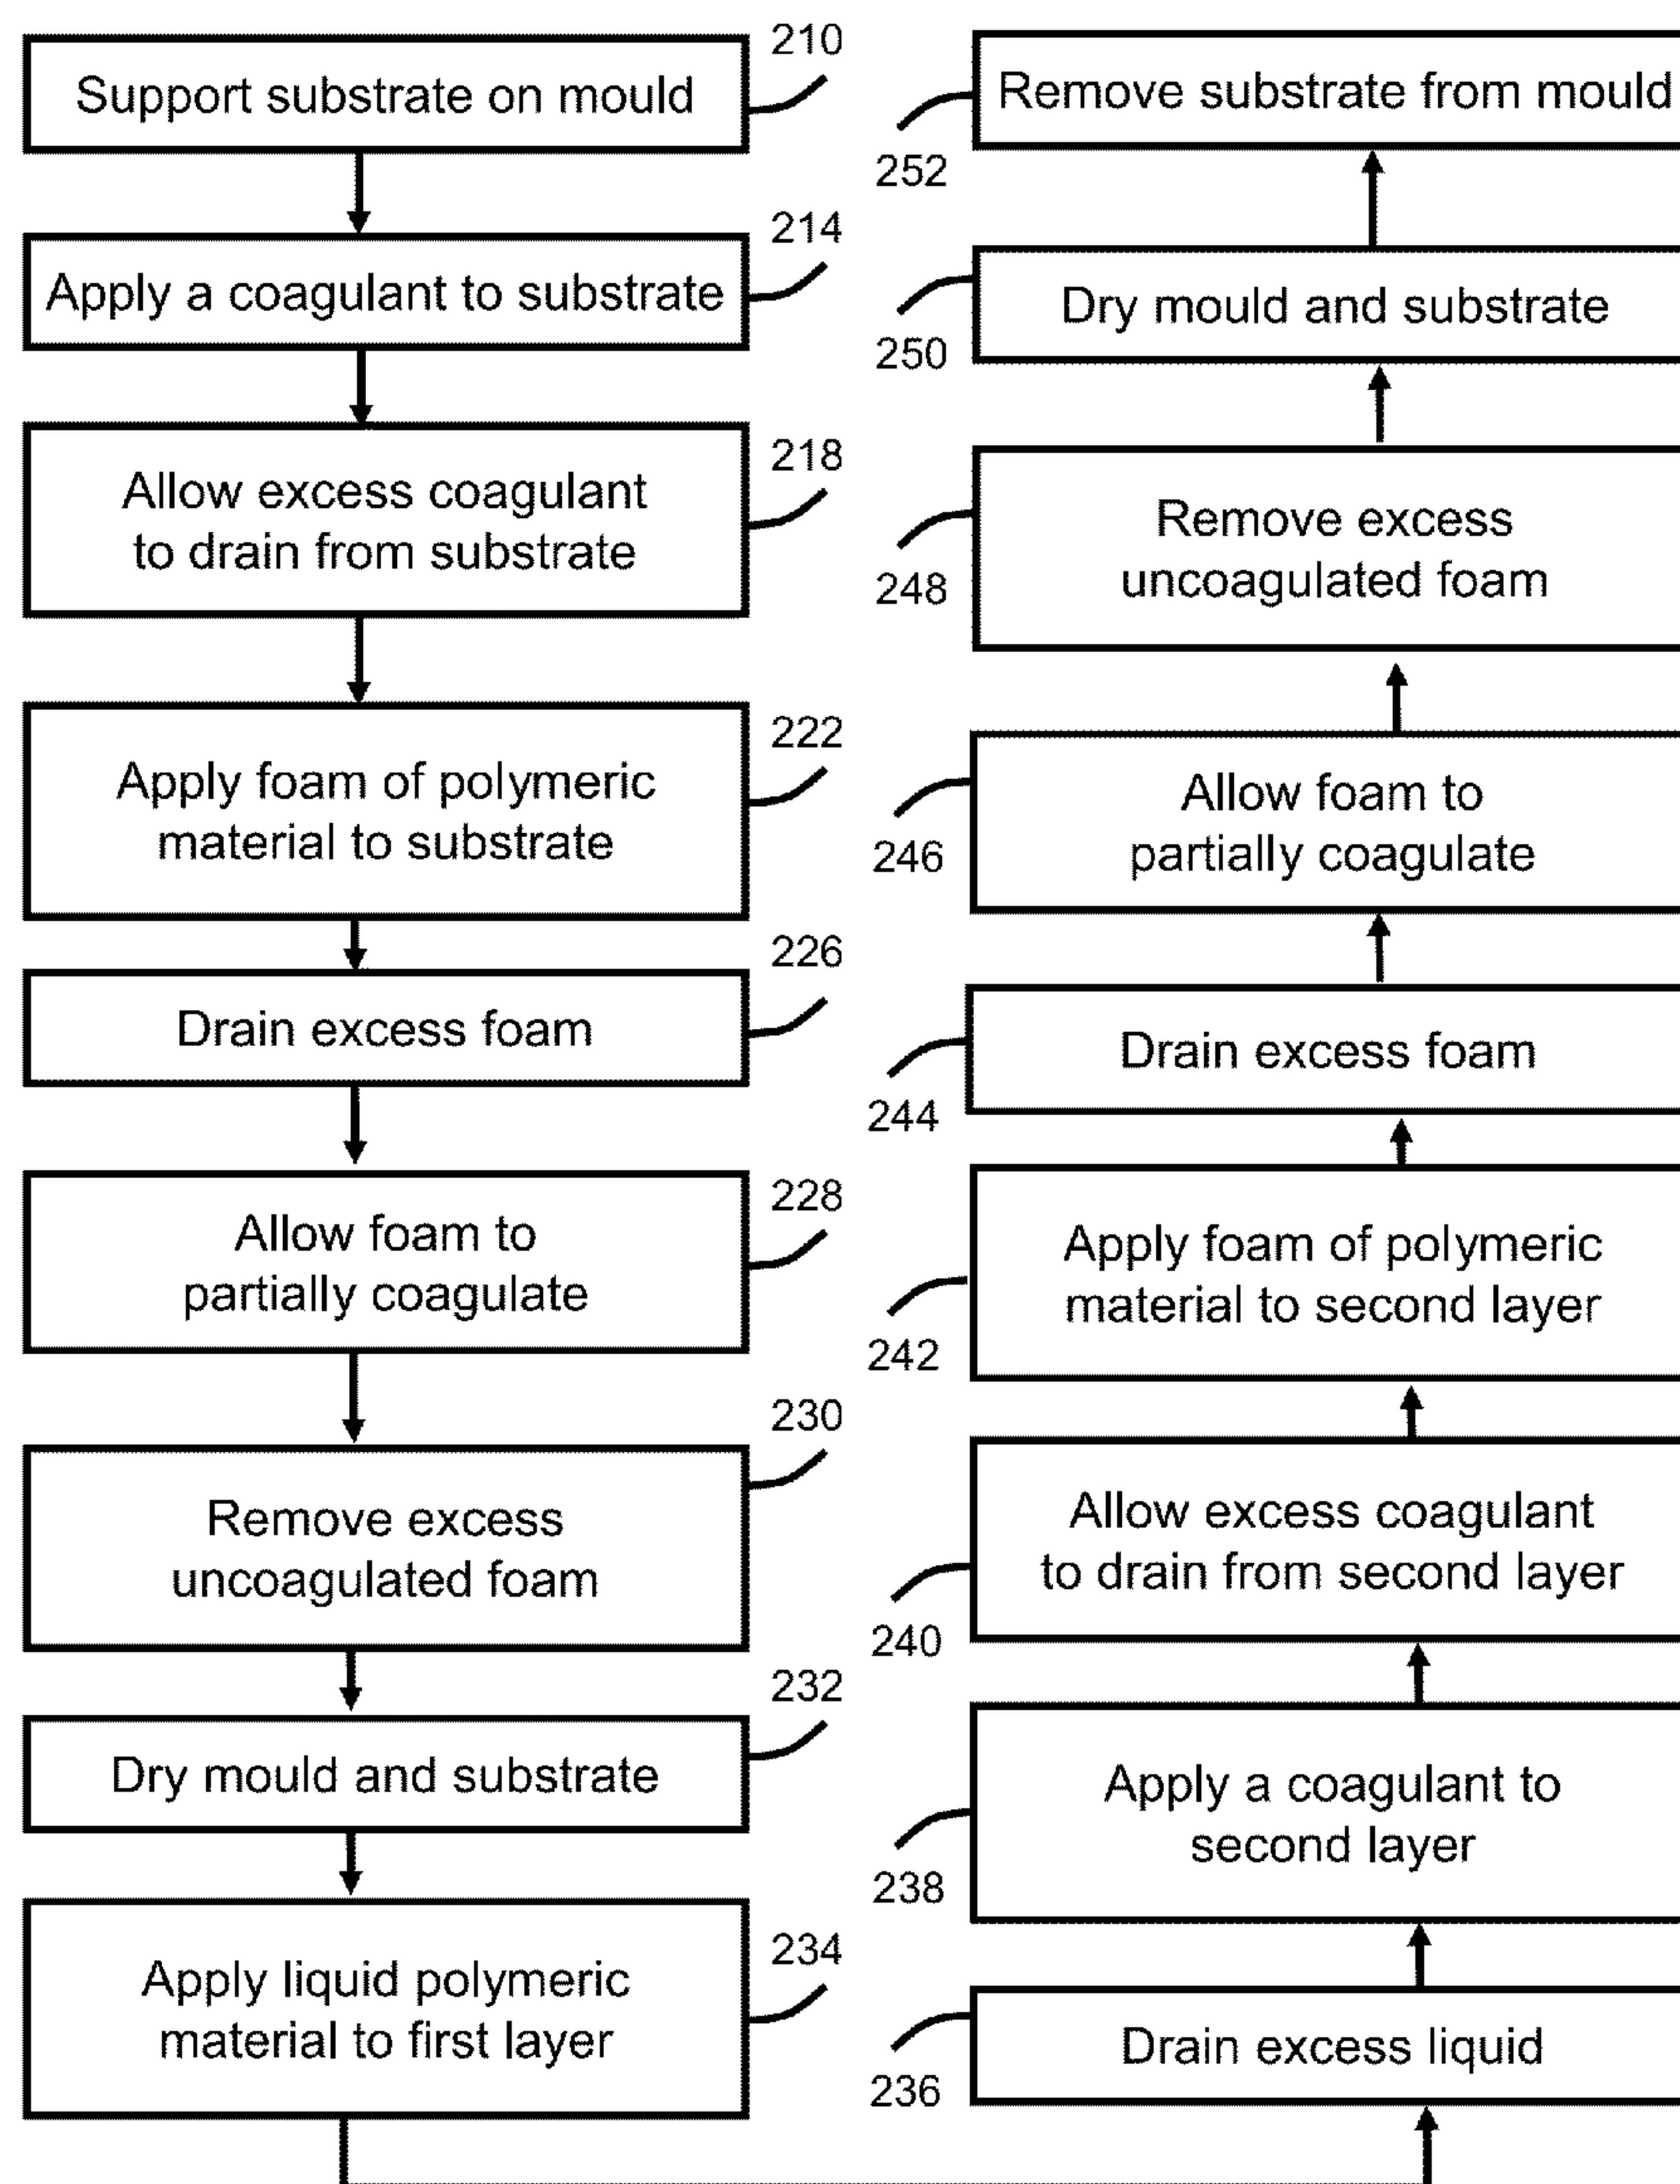 210
Support substrate on mould
214
Apply a coagulant to substrate
218
Allow excess coagulant
to drain from substrate
222
Apply foam of polymeric
material to substrate
226
Drain excess foam
228
Allow foam to
partially coagulate
230
Remove excess
uncoagulated foam
232
Dry mould and substrate
234
Apply liquid polymeric
material to first layer
Remove substrate from mould
252
Dry mould and substrate
250
Remove excess
uncoagulated foam
248
Allow foam to
partially coagulate
246
Drain excess foam
244
Apply foam of polymeric
material to second layer
242
Allow excess coagulant
to drain from second layer
240
Apply a coagulant to
second layer
238
Drain excess liquid
236